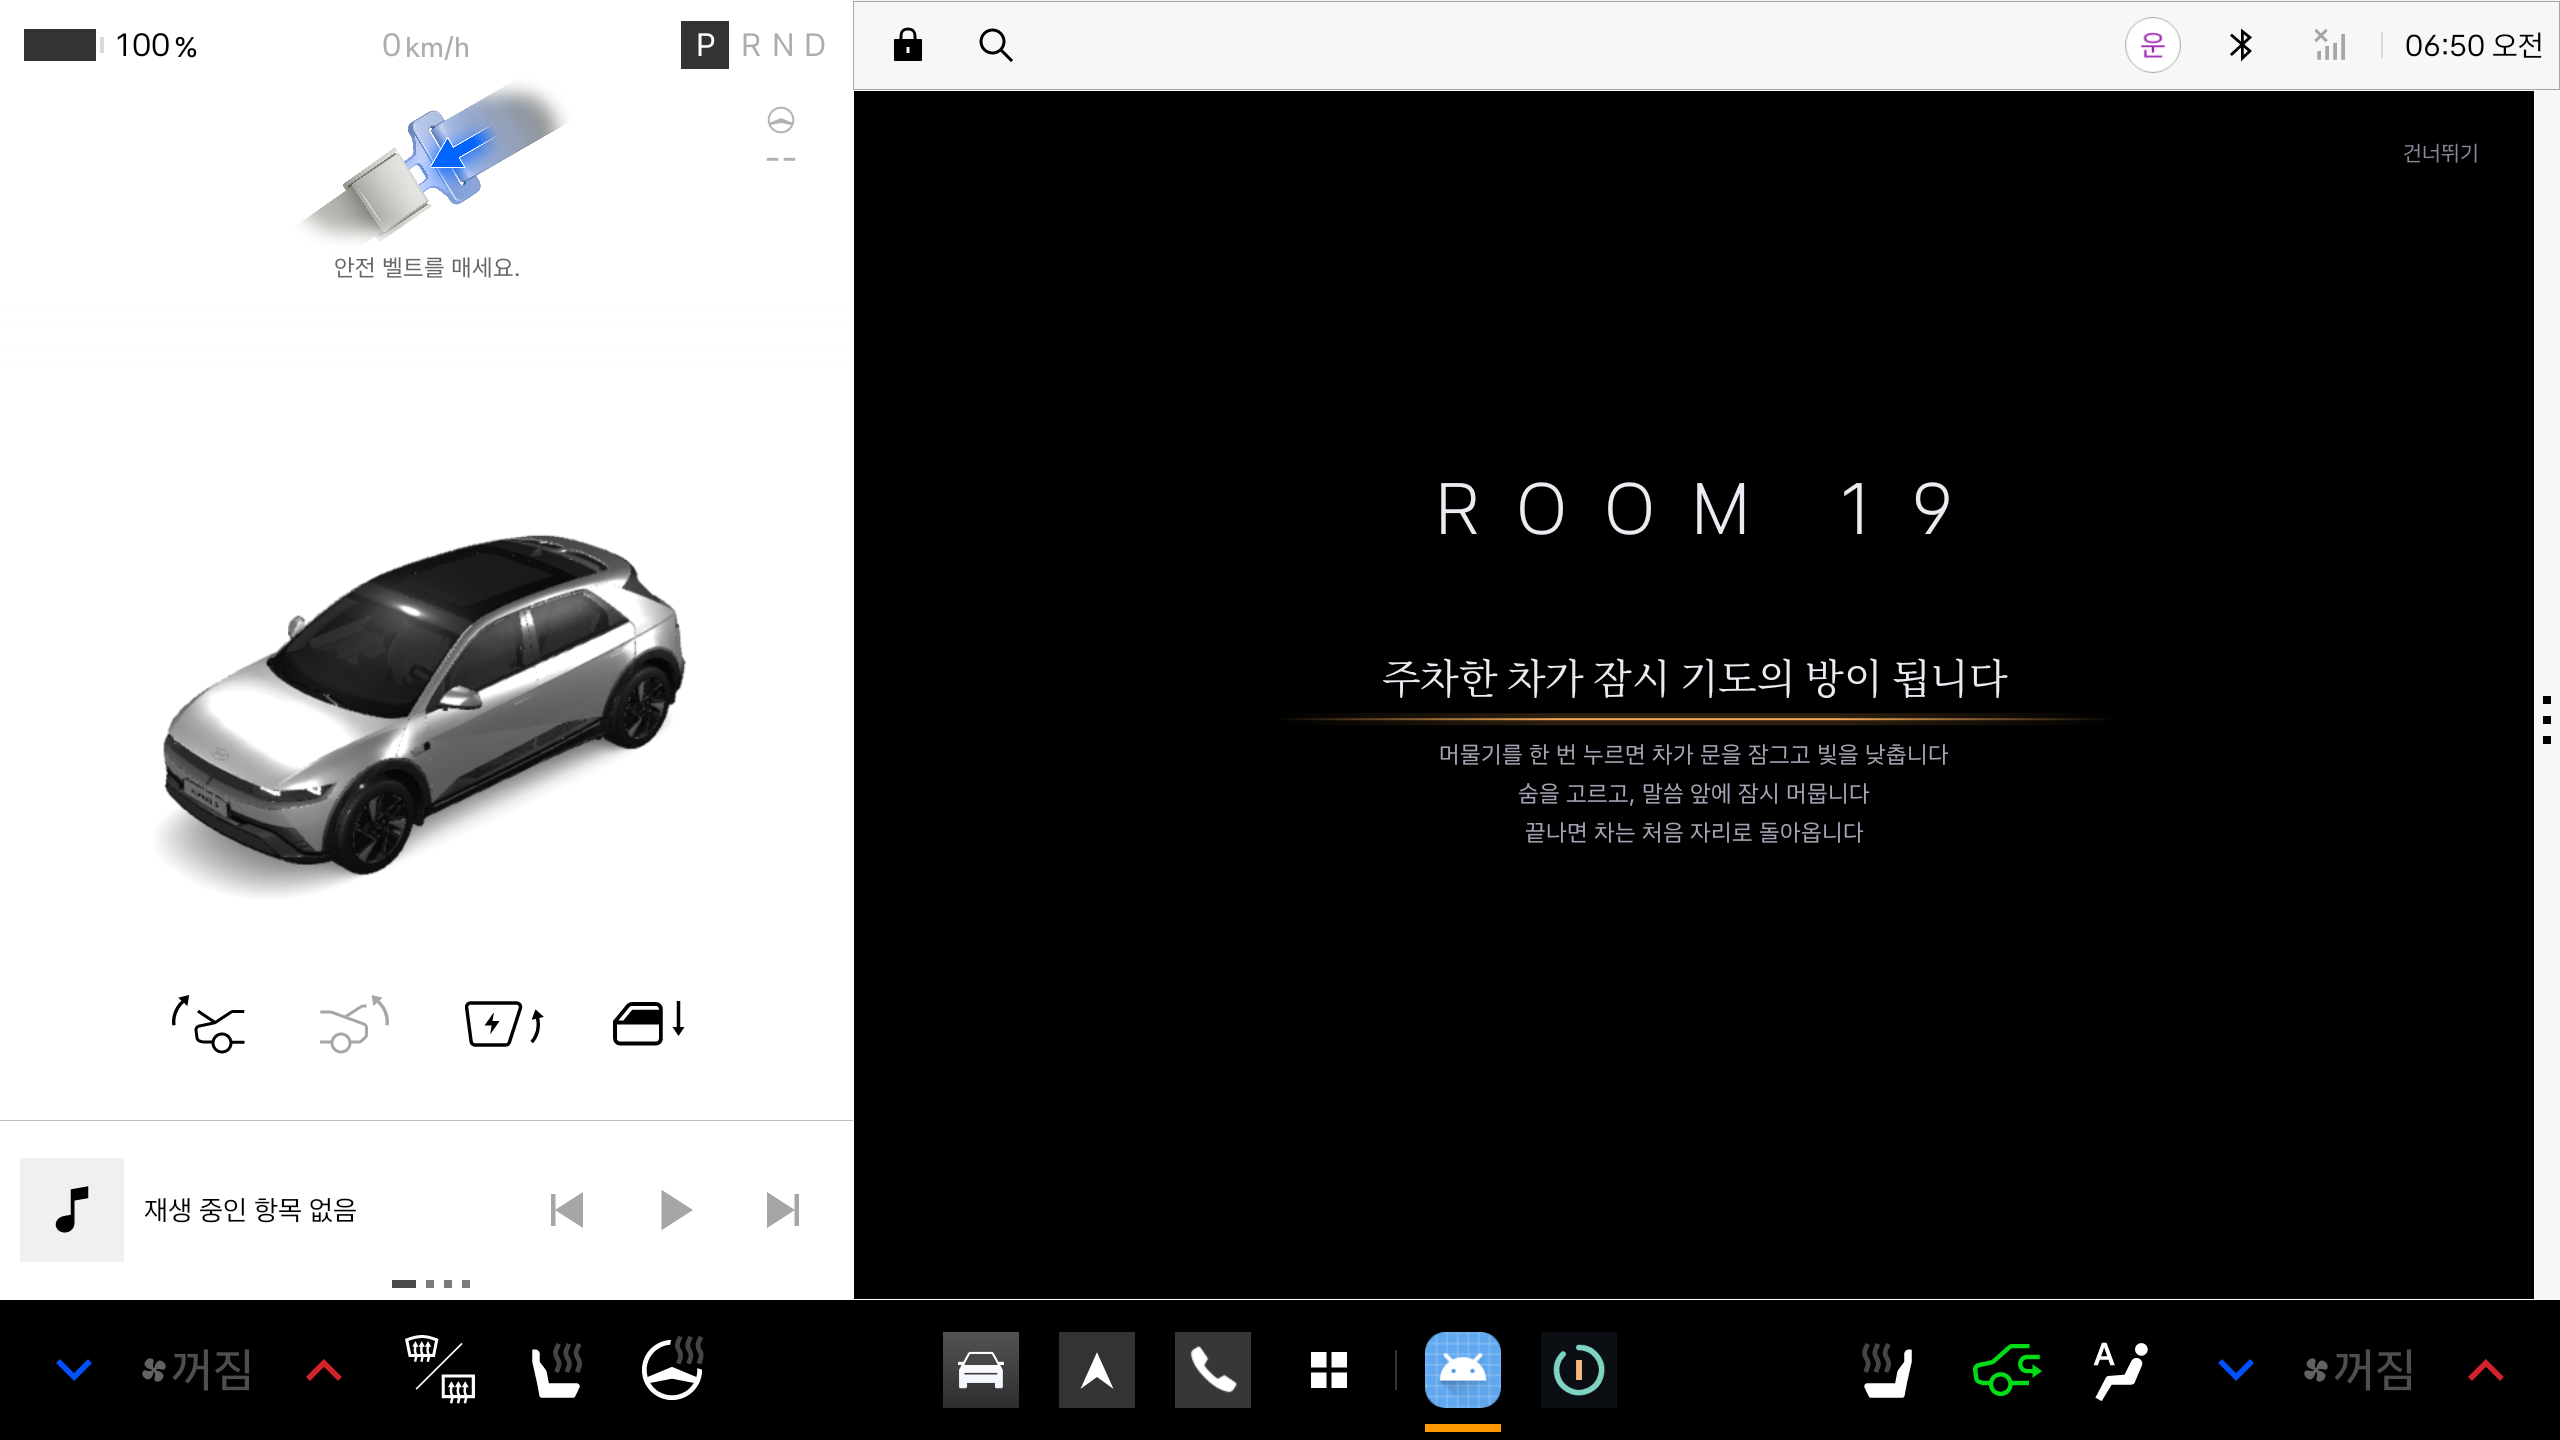 100 %
0 km/h
P R N D
06:50 오전
운
안전 벨트를 매세요.
건너뛰기
ROOM 19
주차한 차가 잠시 기도의 방이 됩니다
머물기를 한 번 누르면 차가 문을 잠그고 빛을 낮춥니다
숨을 고르고, 말씀 앞에 잠시 머뭅니다
끝나면 차는 처음 자리로 돌아옵니다
재생 중인 항목 없음
꺼짐
A
꺼짐